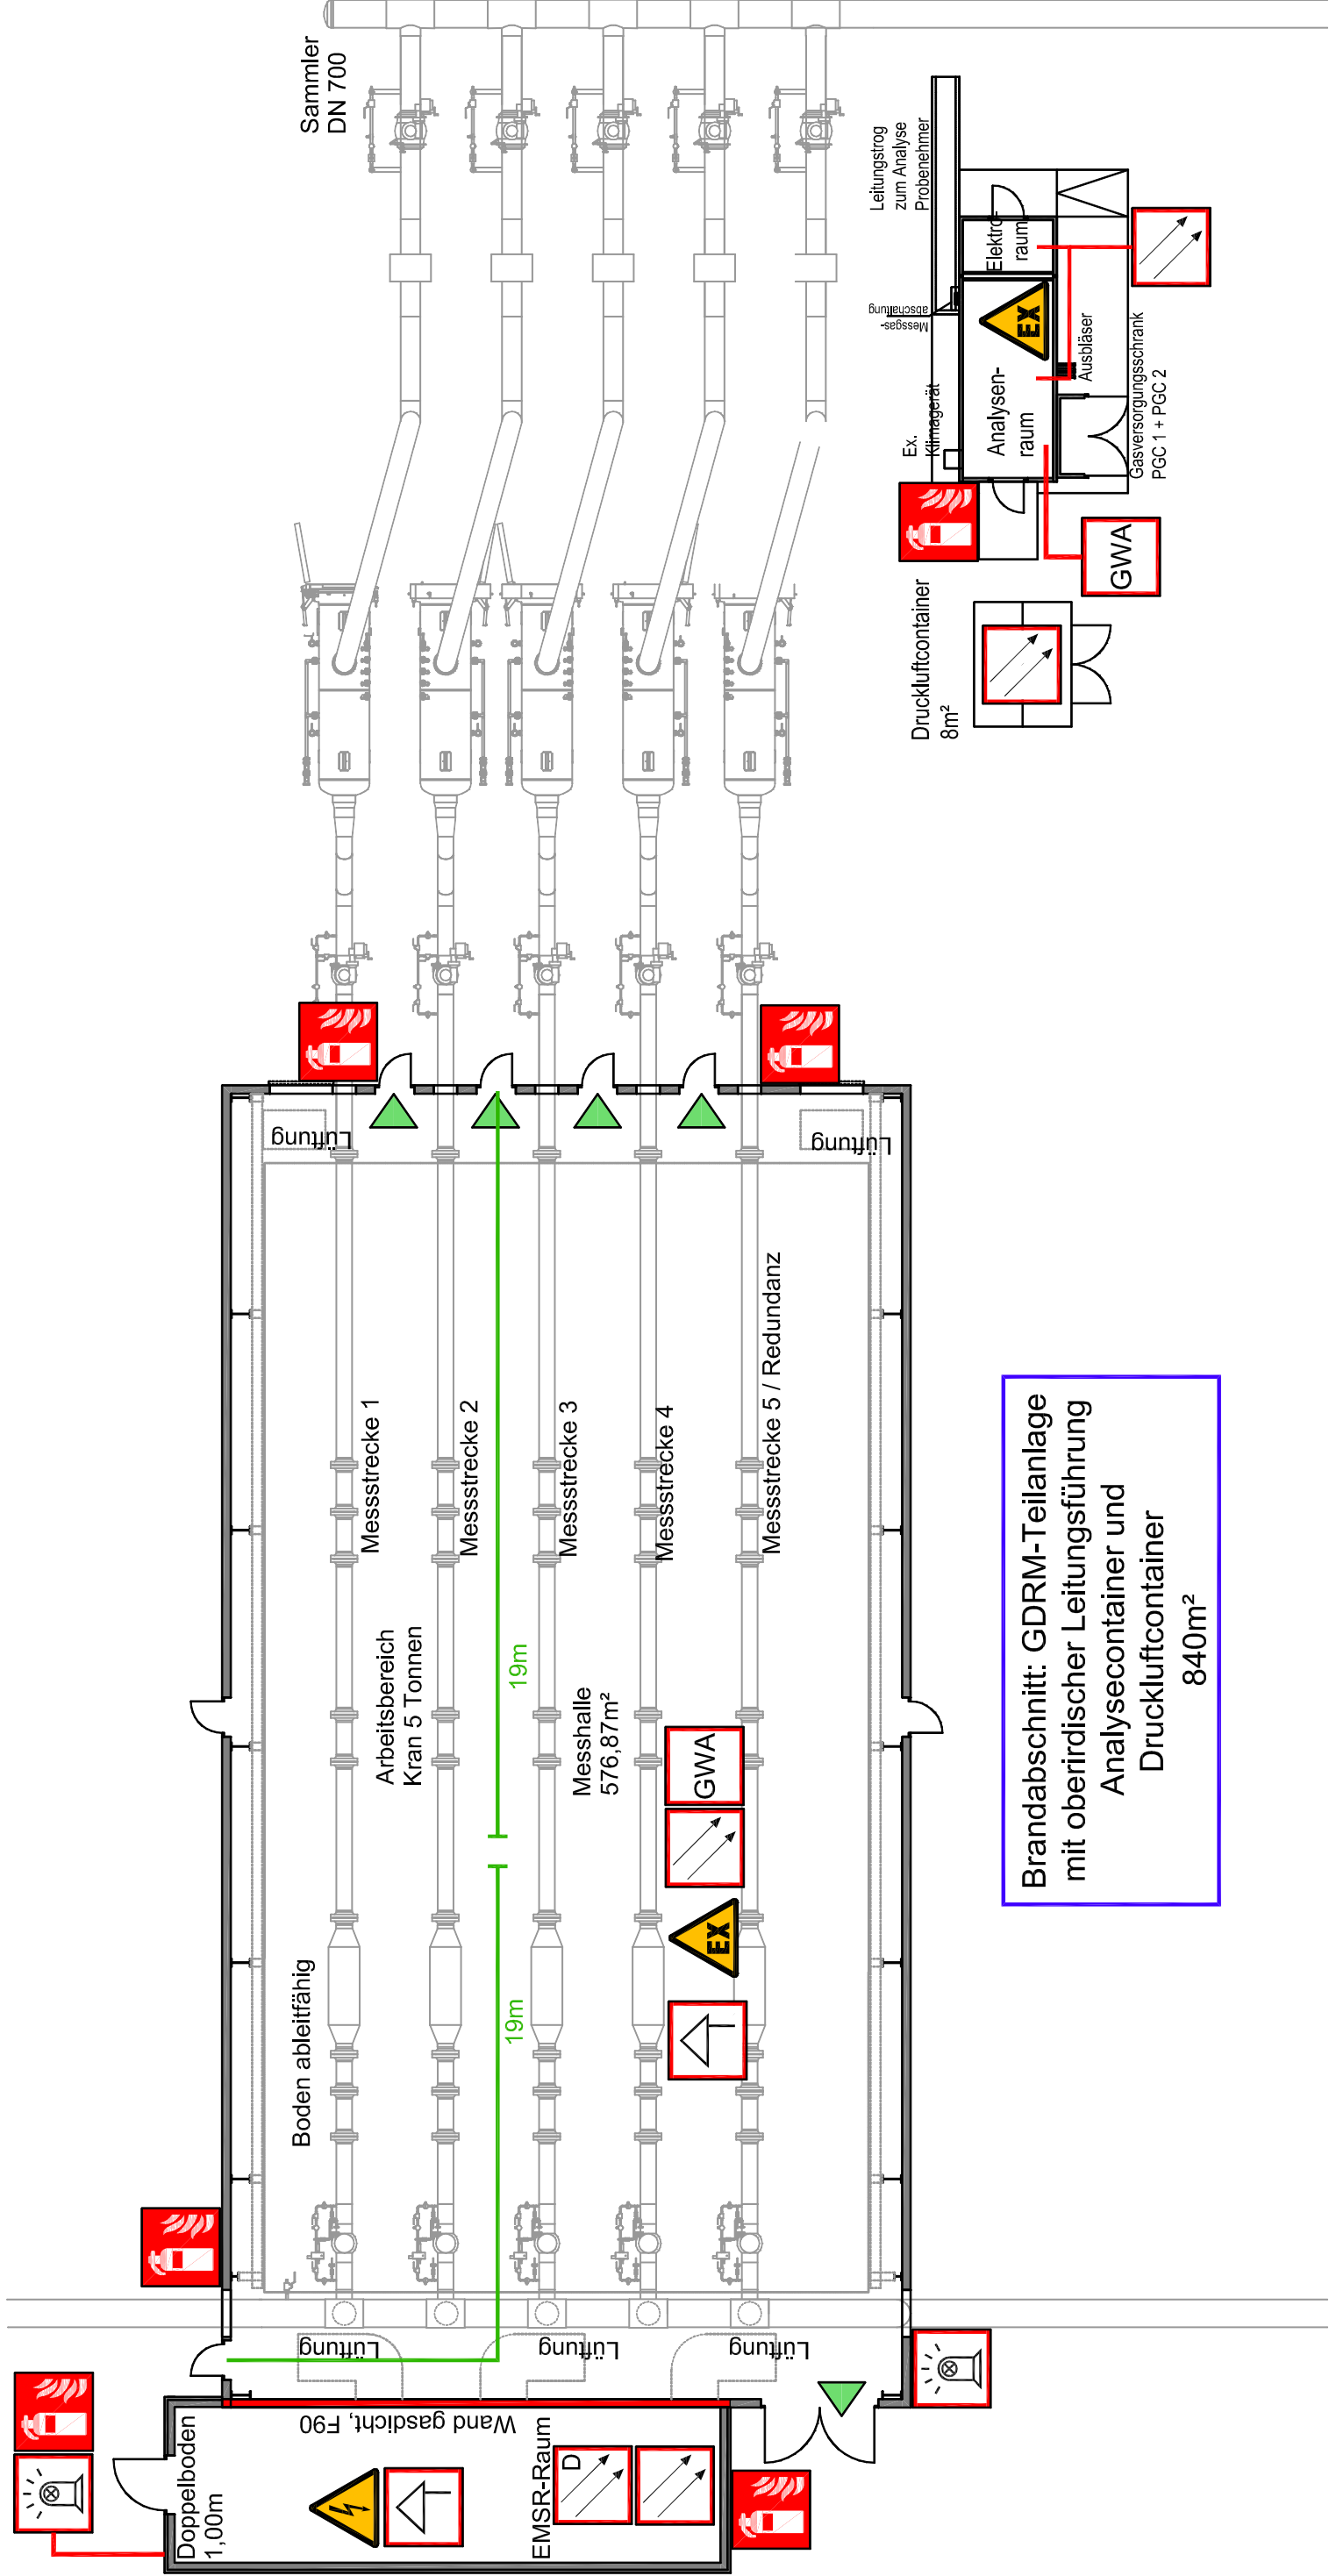 Sammler
DN 700
Leitungstrog
zum Analyse
Probenehmer
Messgas-
abschaltung
Elektro-
raum
EX
Analysen-
raum
Ausbläser
Ex.
Klimagerät
Gasversorgungsschrank
PGC 1 + PGC 2
GWA
Druckluftcontainer
8m²
Lüftung
Lüftung
Messstrecke 1
Messstrecke 2
Messstrecke 3
Messstrecke 4
Messstrecke 5 / Redundanz
Arbeitsbereich
Kran 5 Tonnen
19m
Messhalle
576,87m²
GWA
EX
19m
Boden ableitfähig
Lüftung
Lüftung
Lüftung
Wand gasdicht, F90
Doppelboden
1,00m
EMSR-Raum
D
Brandabschnitt: GDRM-Teilanlage
mit oberirdischer Leitungsführung
Analysecontainer und
Druckluftcontainer
840m²